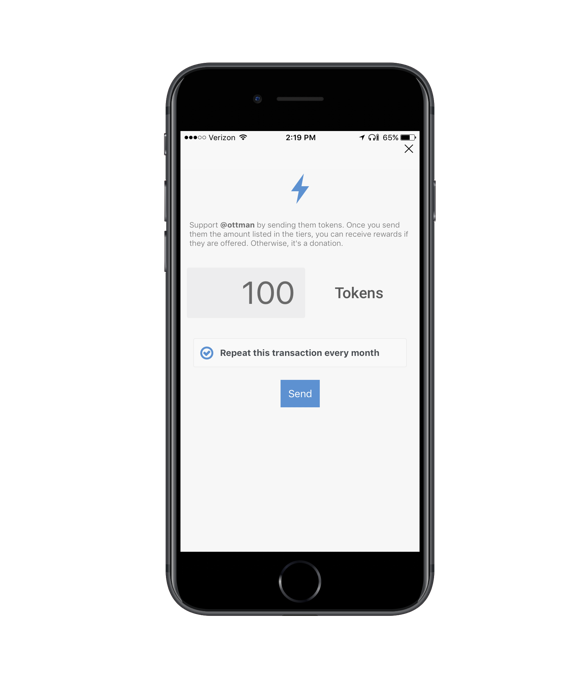 Verizon 2:19 PM 65%
Support @ottman by sending them tokens. Once you send
them the amount listed in the tiers, you can receive rewards if
they are offered. Otherwise, it's a donation.
100 Tokens
Repeat this transaction every month
Send